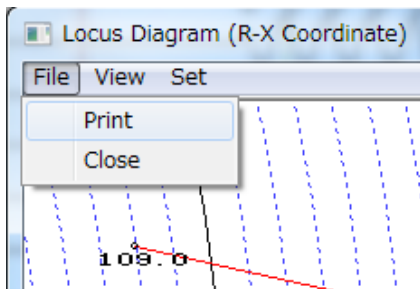 Locus Diagram (R-X Coordinate)
File View Set
Print
Close
109.0